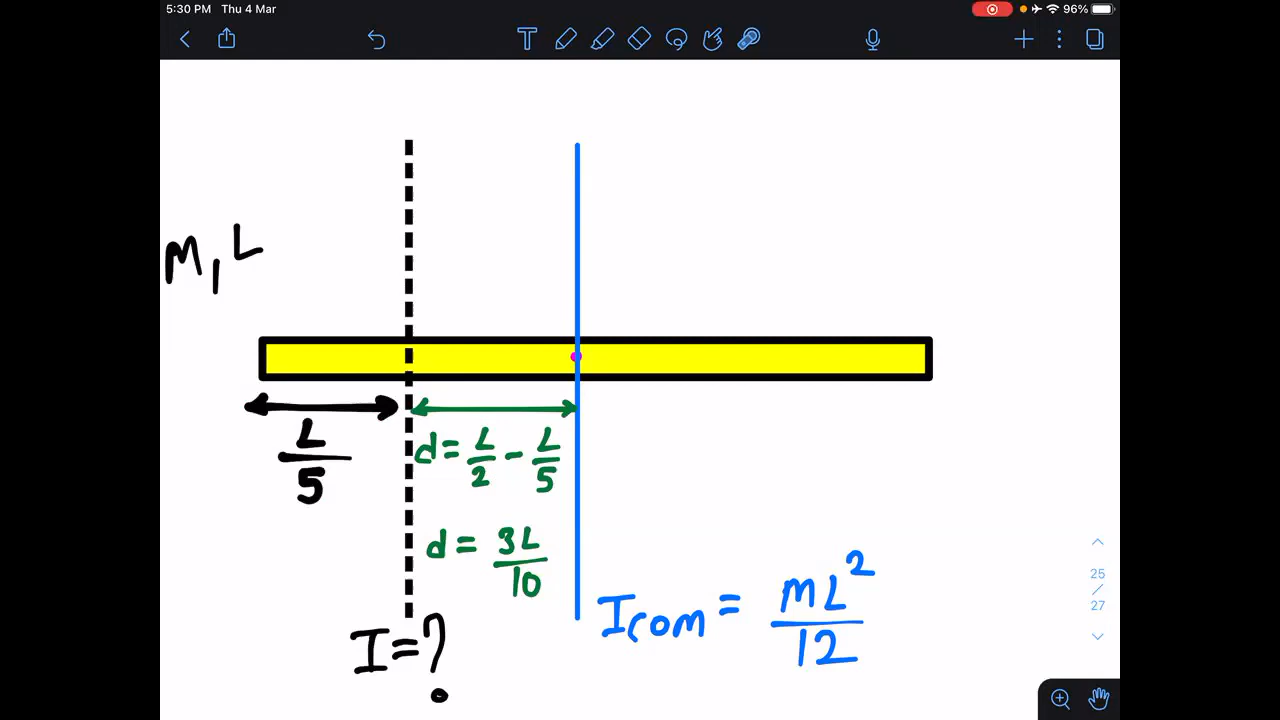 5:30 PM Thu 4 Mar
96%
M, L
L/5
d = L/2 - L/5
d = 3L/10
I = ?
Icom = mL²/12
25
/
27